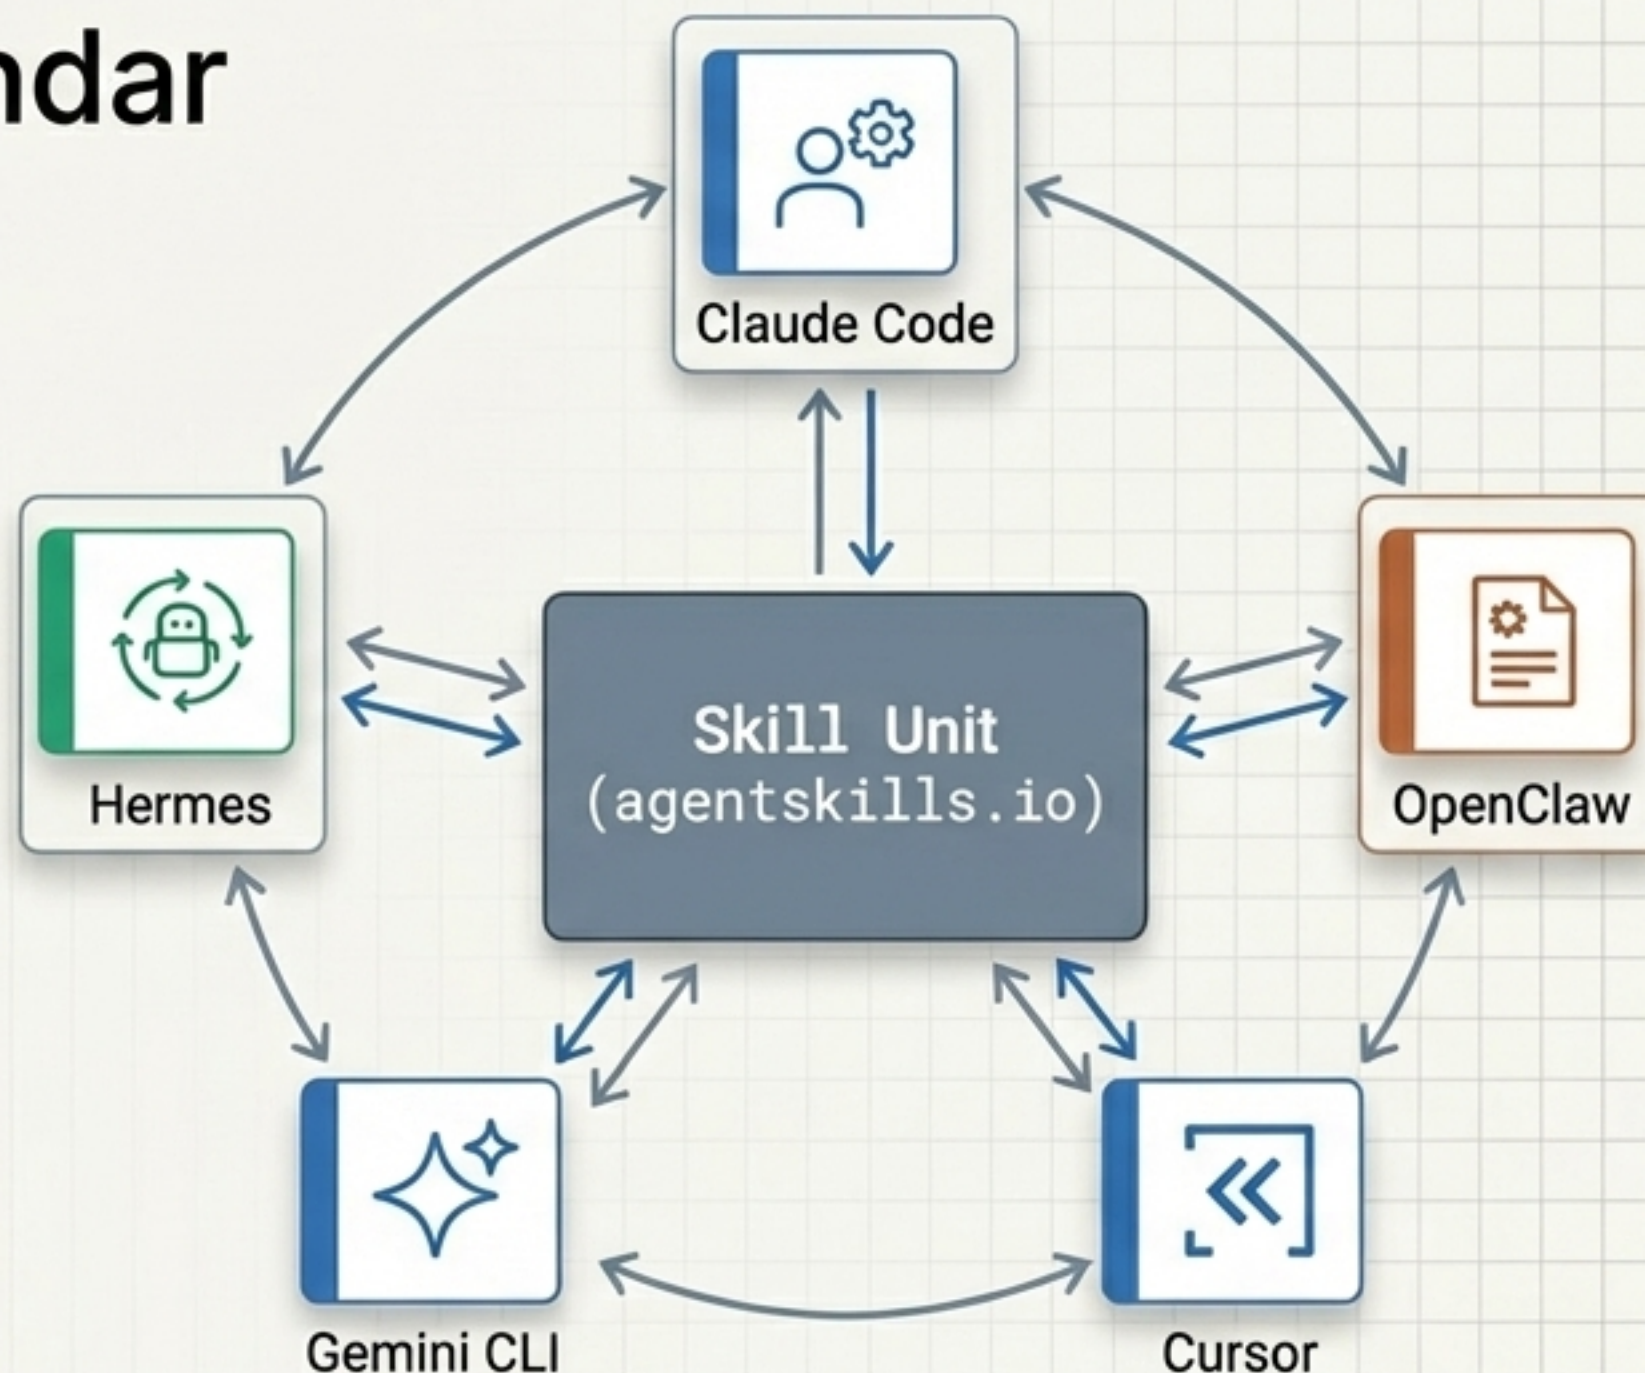 ndar
Claude Code
Hermes
Skill Unit
(agentskills.io)
OpenClaw
Gemini CLI
Cursor